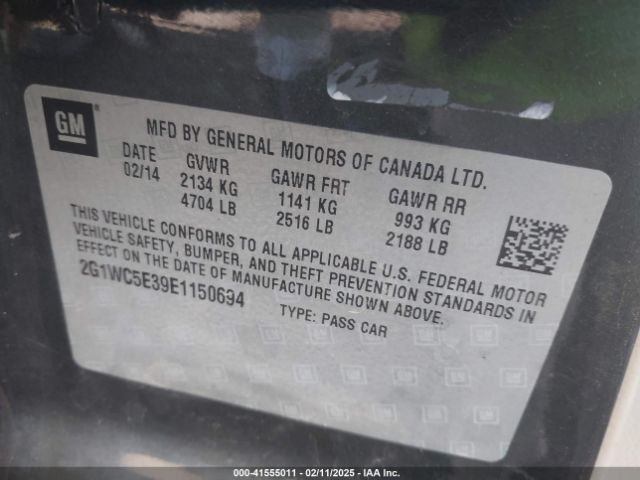 GM
MFD BY GENERAL MOTORS OF CANADA LTD.
DATE GVWR GAWR FRT GAWR RR
02/14 2134 KG 1141 KG 993 KG
4704 LB 2516 LB 2188 LB
THIS VEHICLE CONFORMS TO ALL APPLICABLE U.S. FEDERAL MOTOR
VEHICLE SAFETY, BUMPER, AND THEFT PREVENTION STANDARDS IN
EFFECT ON THE DATE OF MANUFACTURE SHOWN ABOVE.
2G1WC5E39E1150694 TYPE: PASS CAR
000-41555011 - 02/11/2025 - IAA Inc.